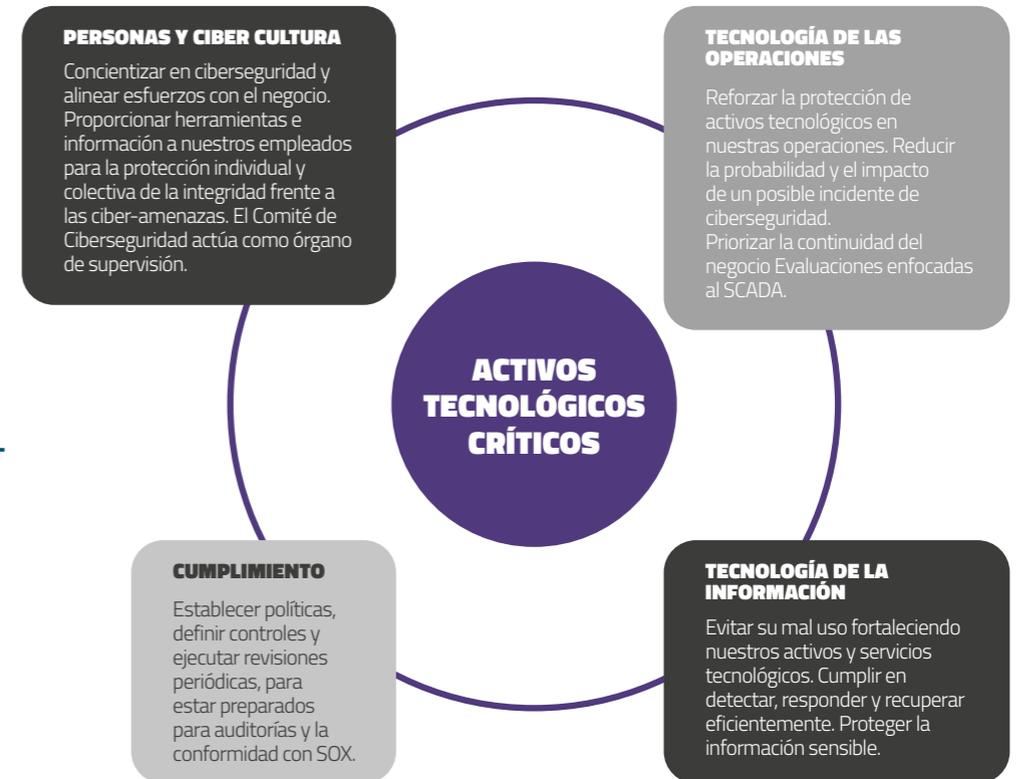 PERSONAS Y CIBER CULTURA
Concientizar en ciberseguridad y
alinear esfuerzos con el negocio.
Proporcionar herramientas e
información a nuestros empleados
para la protección individual y
colectiva de la integridad frente a
las ciber-amenazas. El Comité de
Ciberseguridad actúa como órgano
de supervisión.
TECNOLOGÍA DE LAS
OPERACIONES
Reforzar la protección de
activos tecnológicos en
nuestras operaciones. Reducir
la probabilidad y el impacto
de un posible incidente de
ciberseguridad.
Priorizar la continuidad del
negocio Evaluaciones enfocadas
al SCADA.
ACTIVOS
TECNOLÓGICOS
CRÍTICOS
CUMPLIMIENTO
Establecer políticas,
definir controles y
ejecutar revisiones
periódicas, para
estar preparados
para auditorías y la
conformidad con SOX.
TECNOLOGÍA DE LA
INFORMACIÓN
Evitar su mal uso fortaleciendo
nuestros activos y servicios
tecnológicos. Cumplir en
detectar, responder y recuperar
eficientemente. Proteger la
información sensible.